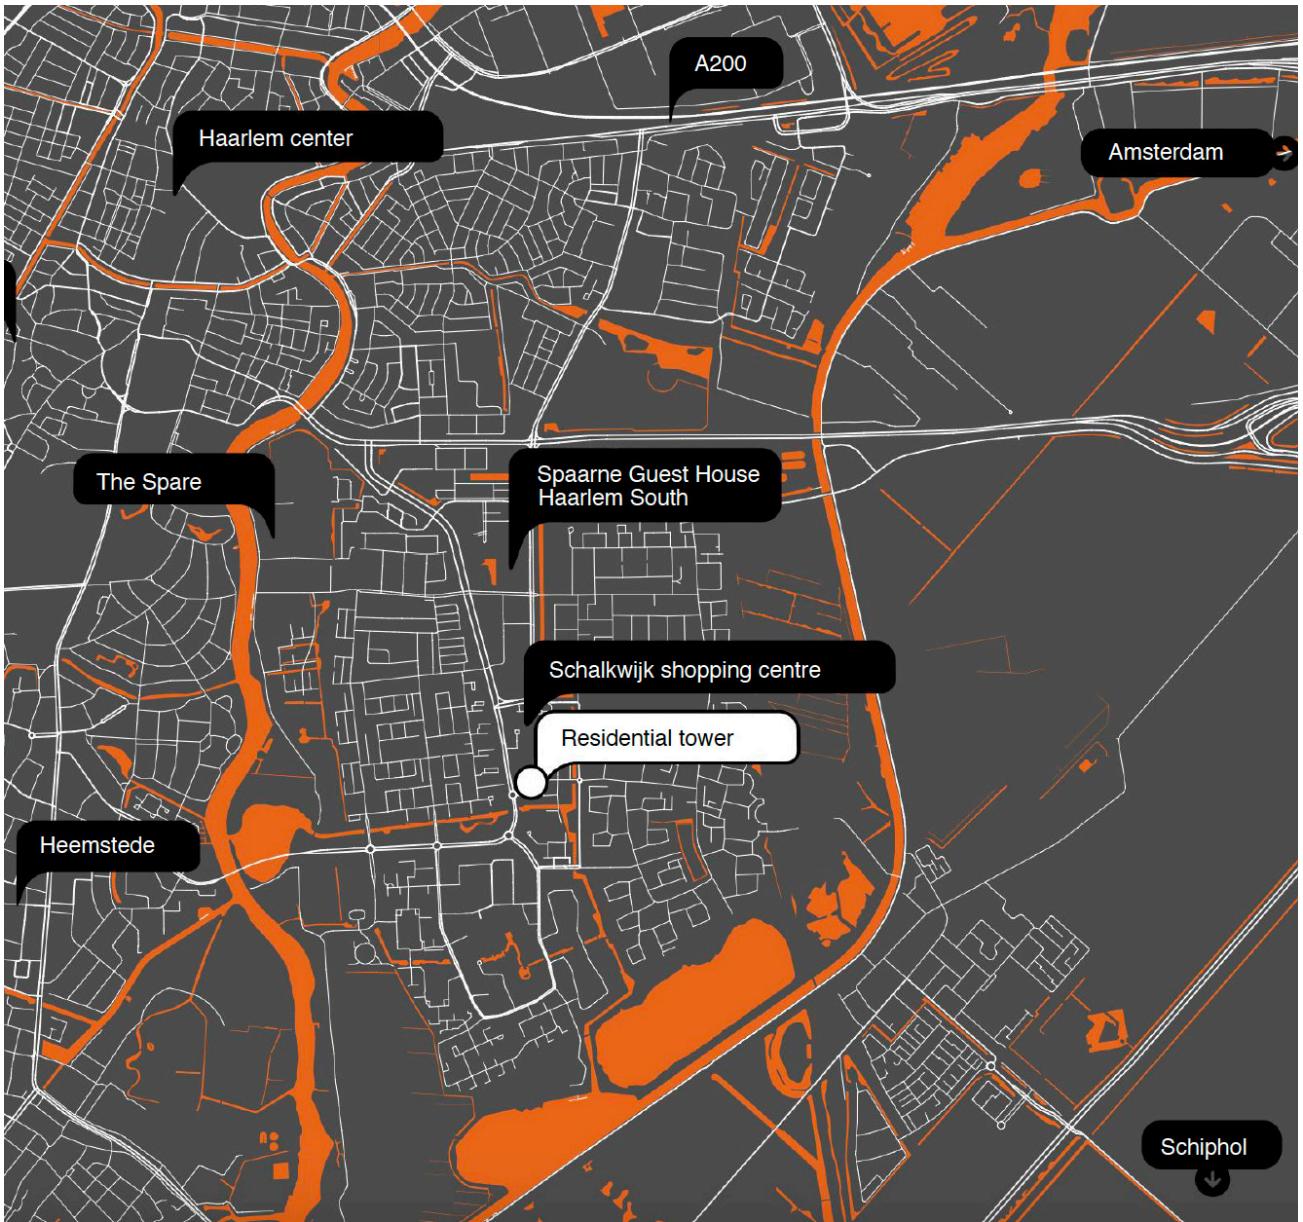 A200
Haarlem center
Amsterdam
The Spare
Spaarne Guest House
Haarlem South
Schalkwijk shopping centre
Residential tower
Heemstede
Schiphol